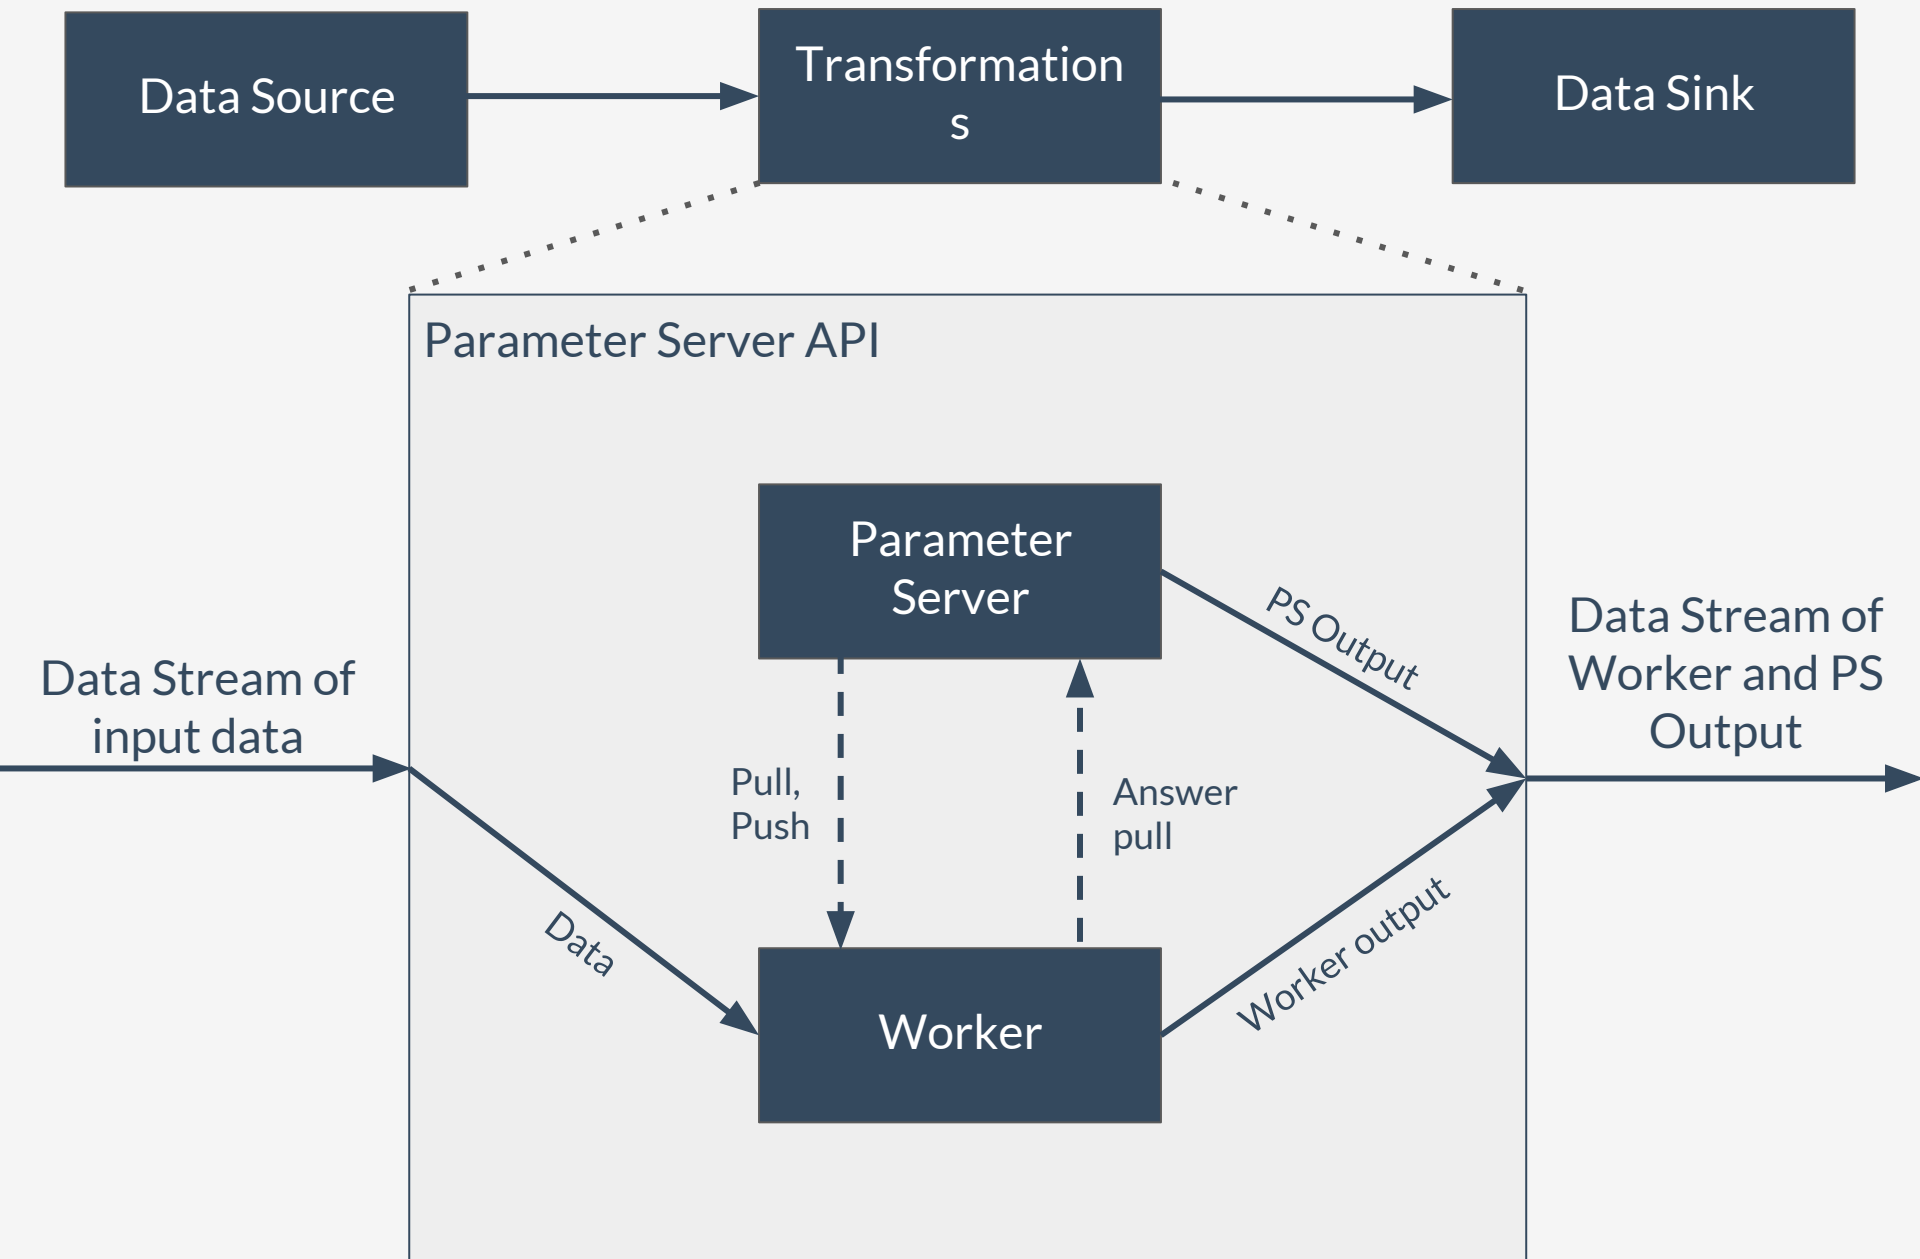 Data Source
Transformation
s
Data Sink
Parameter Server API
Parameter
Server
PS Output
Data Stream of
Worker and PS
Output
Data Stream of
input data
Pull,
Push
Answer
pull
Data
Worker output
Worker